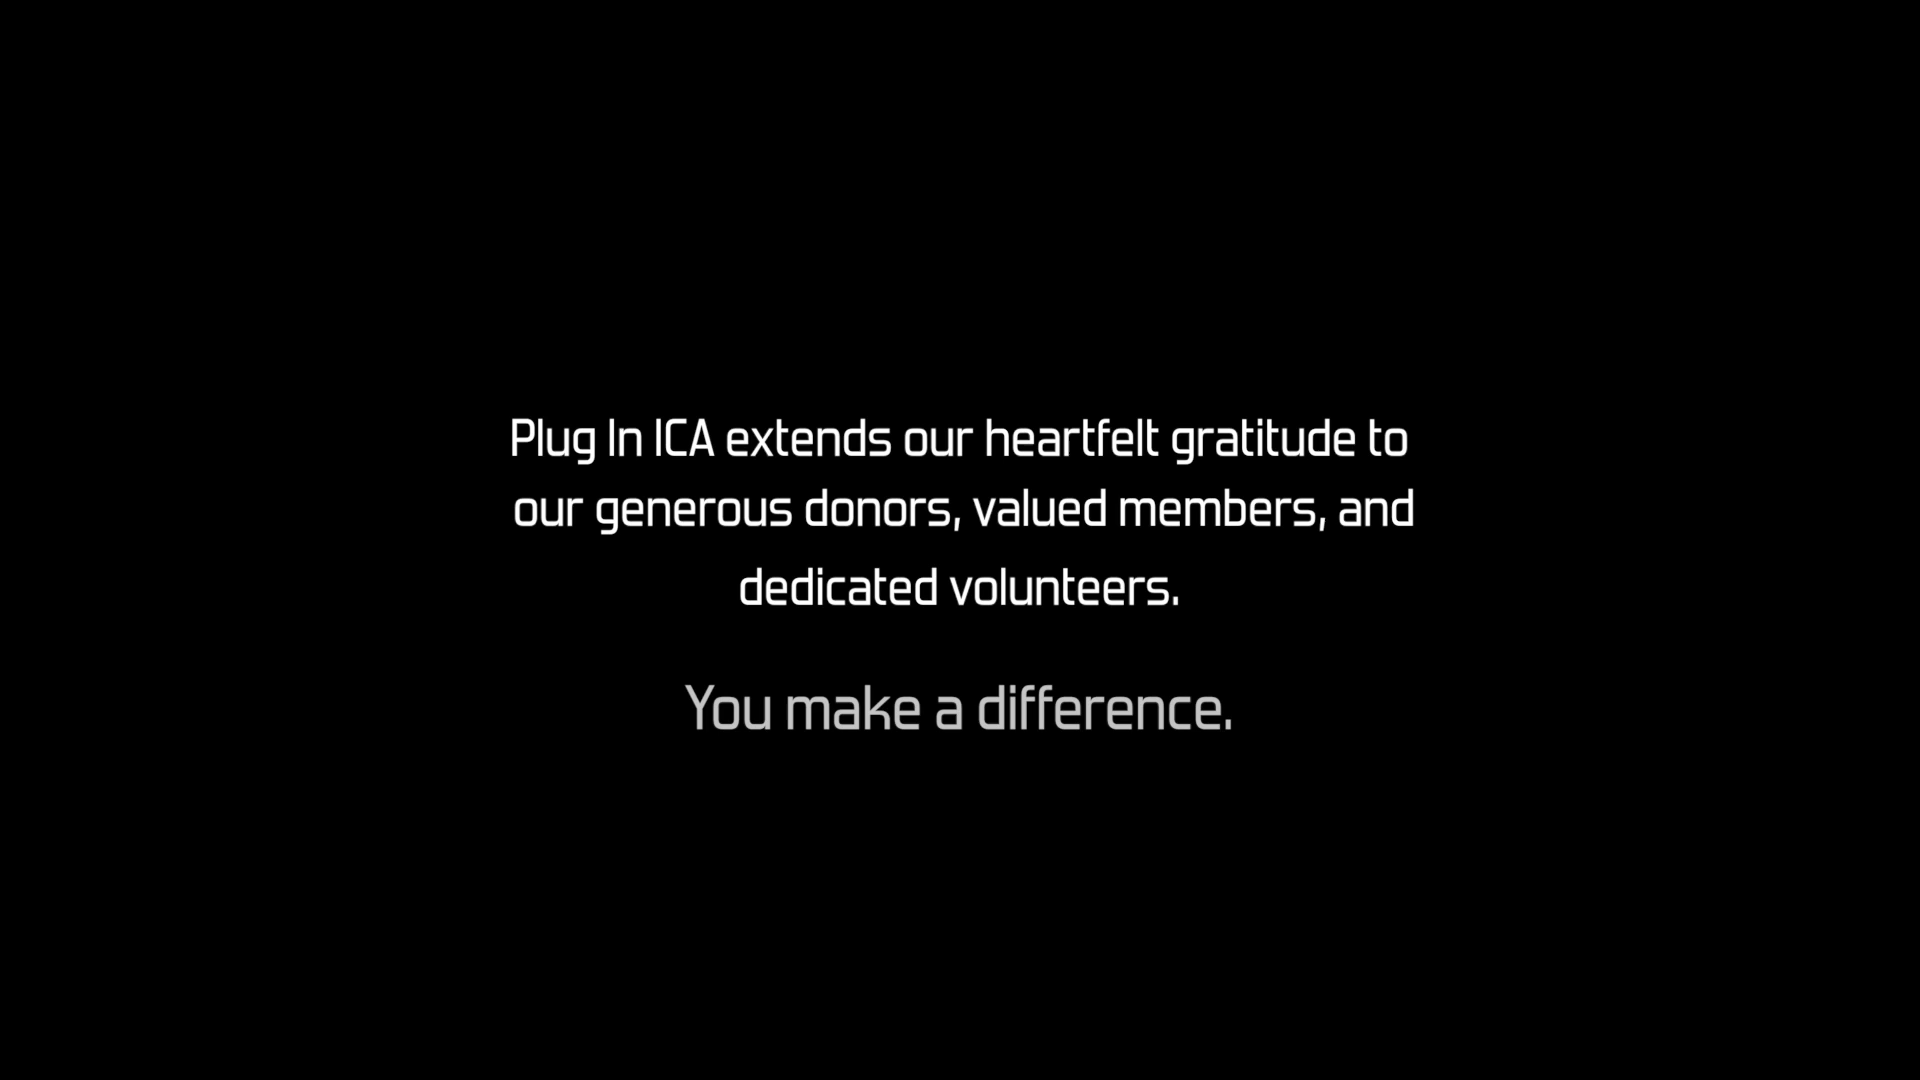 Plug In ICA extends our heartfelt gratitude to
our generous donors, valued members, and
dedicated volunteers.
You make a difference.